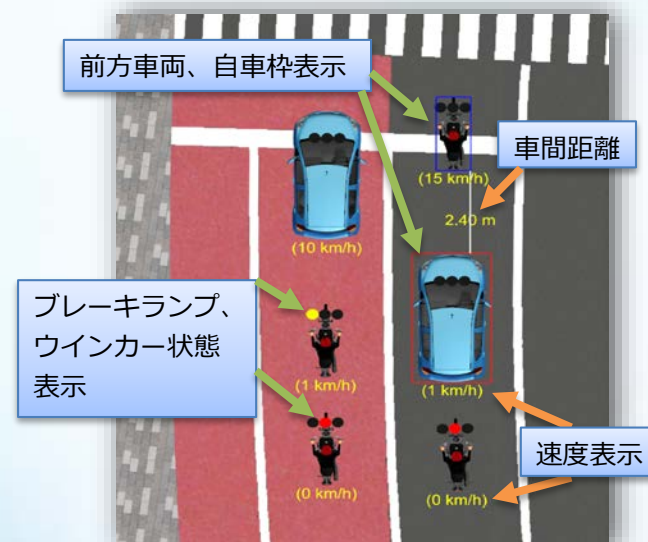 前方車両、自車枠表示
車間距離
(15 km/h)
2.40 m
(10 km/h)
ブレーキランプ、
ウインカー状態
表示
(1 km/h)
(1 km/h)
速度表示
(0 km/h)
(0 km/h)